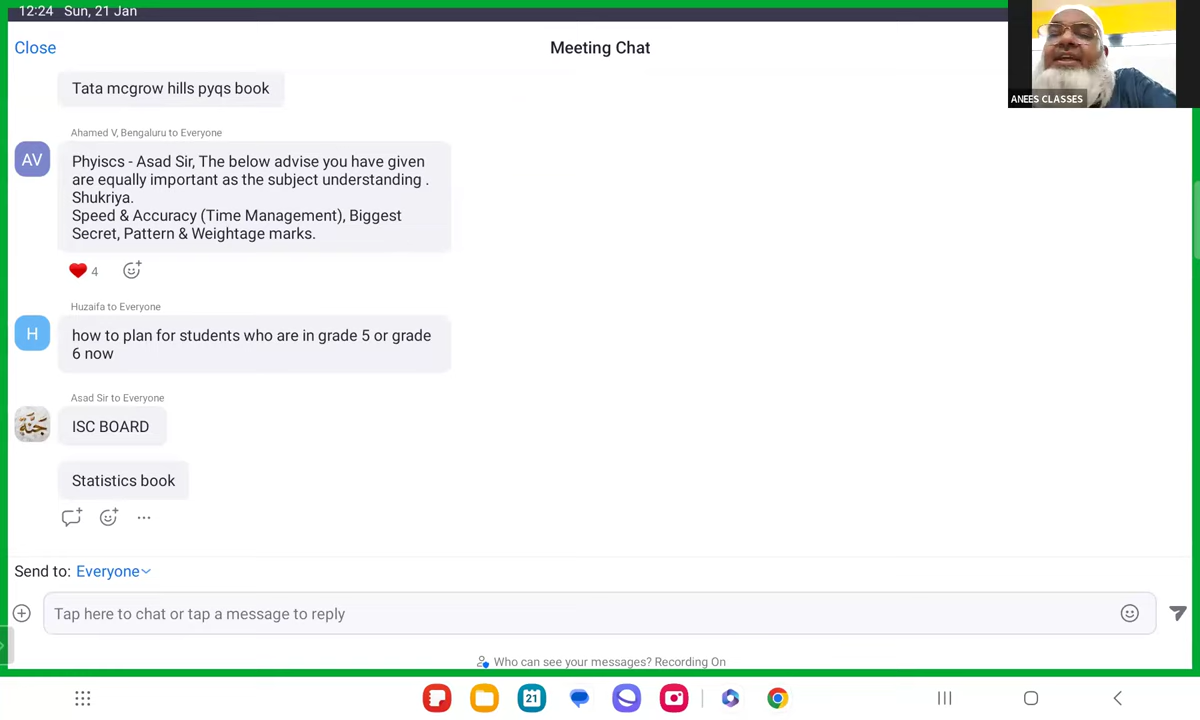 12:24 Sun, 21 Jan
Close
Meeting Chat
ANEES CLASSES
Tata mcgrow hills pyqs book
Ahamed V, Bengaluru to Everyone
AV
Phyiscs - Asad Sir, The below advise you have given
are equally important as the subject understanding .
Shukriya.
Speed & Accuracy (Time Management), Biggest
Secret, Pattern & Weightage marks.
4
Huzaifa to Everyone
H
how to plan for students who are in grade 5 or grade
6 now
Asad Sir to Everyone
جَنَّة
ISC BOARD
Statistics book
Send to: Everyone
Tap here to chat or tap a message to reply
Who can see your messages? Recording On
21